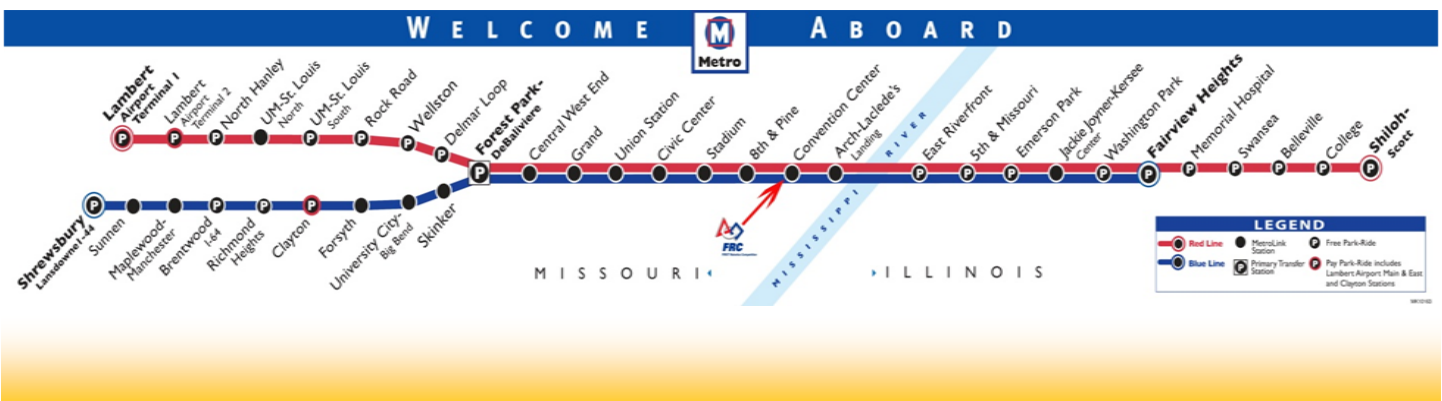 WELCOME ABOARD
M
Metro
Lambert
Airport
Terminal 1
Lambert
Airport
Terminal 2
North Hanley
UM-St. Louis
North
UM-St. Louis
South
Rock Road
Wellston
Delmar Loop
Forest Park-
DeBaliviere
Central West End
Grand
Union Station
Civic Center
Stadium
8th & Pine
Convention Center
Arch-Laclede's
Landing
East Riverfront
5th & Missouri
Emerson Park
Jackie Joyner-Kersee
Center
Washington Park
Fairview Heights
Memorial Hospital
Swansea
Belleville
College
Shiloh-
Scott
Shrewsbury
Lansdowne I-44
Sunnen
Maplewood-
Manchester
Brentwood
I-64
Richmond
Heights
Clayton
Forsyth
University City-
Big Bend
Skinker
FRC
MISSISSIPPI RIVER
MISSOURI
ILLINOIS
LEGEND
Red Line
Blue Line
MetroLink
Station
P Primary Transfer
Station
P Free Park-Ride
P Pay Park-Ride includes
Lambert Airport Main & East
and Clayton Stations